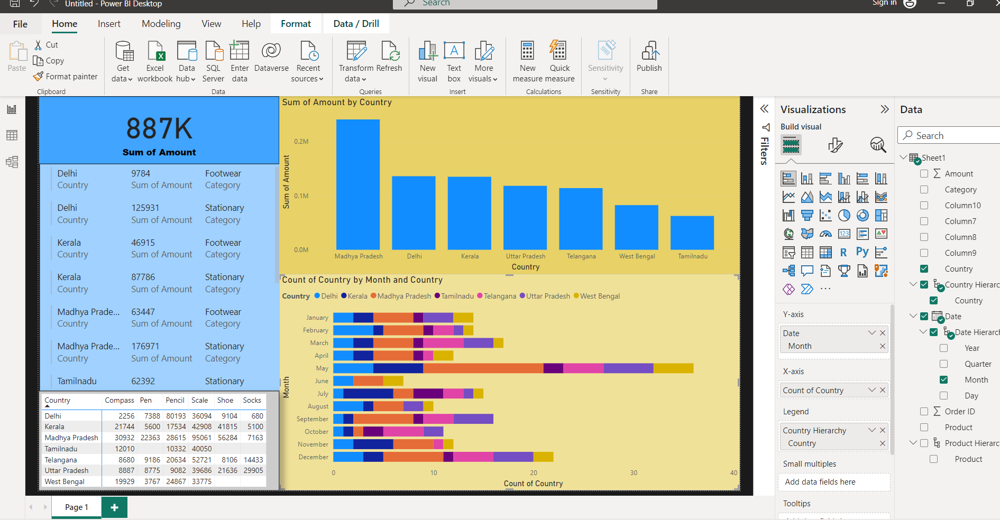 Untitled - Power BI Desktop
Search
Sign in
File
Home
Insert
Modeling
View
Help
Format
Data / Drill
Paste
Cut
Copy
Format painter
Clipboard
Get data
Excel workbook
Data hub
SQL Server
Enter data
Dataverse
Recent sources
Data
Transform data
Refresh
Queries
New visual
A
Text box
More visuals
Insert
New measure
Quick measure
Calculations
Sensitivity
Sensitivity
Publish
Share
887K
Sum of Amount
Delhi 9784 Footwear
Country Sum of Amount Category
Delhi 125931 Stationary
Country Sum of Amount Category
Kerala 46915 Footwear
Country Sum of Amount Category
Kerala 87786 Stationary
Country Sum of Amount Category
Madhya Prade... 63447 Footwear
Country Sum of Amount Category
Madhya Prade... 176971 Stationary
Country Sum of Amount Category
Tamilnadu 62392 Stationary
Country Compass Pen Pencil Scale Shoe Socks
Delhi 2256 7388 80193 36094 9104 680
Kerala 21744 5600 17534 42908 41815 5100
Madhya Pradesh 30932 22363 28615 95061 56284 7163
Tamilnadu 12010 10332 40050
Telangana 8680 9186 20634 52721 8106 14433
Uttar Pradesh 8887 8775 9082 39686 21636 29905
West Bengal 19929 3767 24867 33775
Sum of Amount by Country
Sum of Amount
0.2M
0.1M
0.0M
Madhya Pradesh Delhi Kerala Uttar Pradesh Telangana West Bengal Tamilnadu
Country
Count of Country by Month and Country
Country Delhi Kerala Madhya Pradesh Tamilnadu Telangana Uttar Pradesh West Bengal
Month
January
February
March
April
May
June
July
August
September
October
November
December
0 10 20 30 40
Count of Country
Page 1
Filters
Visualizations
Build visual
123
R
Py
...
Y-axis
Date
Month
X-axis
Count of Country
Legend
Country Hierarchy
Country
Small multiples
Add data fields here
Tooltips
Data
Search
Sheet1
Amount
Category
Column10
Column7
Column8
Column9
Country
Country Hierarc
Country
Date
Date Hierarch
Year
Quarter
Month
Day
Order ID
Product
Product Hierarc
Product